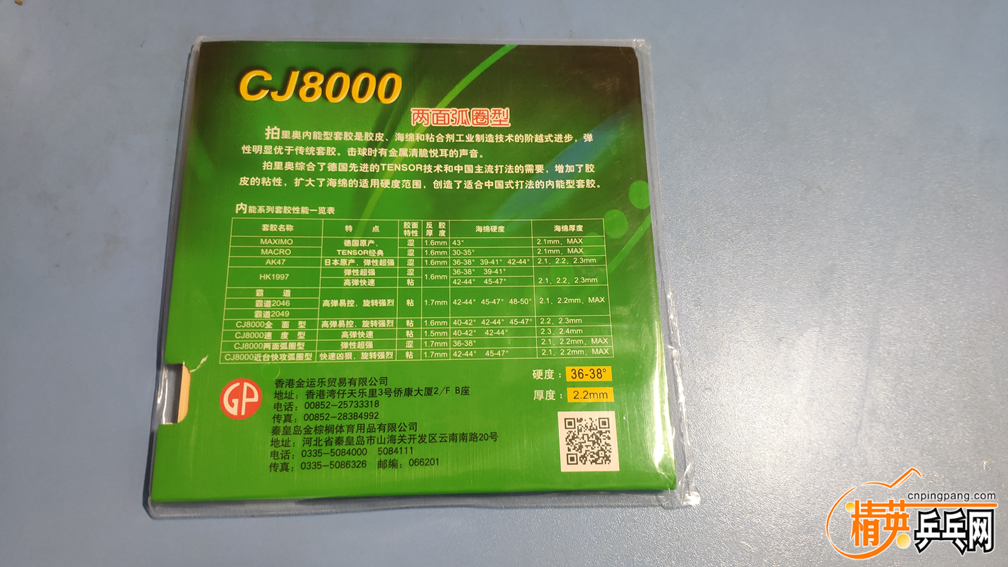 CJ8000
两面弧圈型
拍里奥内能型套胶是胶皮、海绵和粘合剂工业制造技术的阶越式进步，弹
性明显优于传统套胶。击球时有金属清脆悦耳的声音。
拍里奥综合了德国先进的TENSOR技术和中国主流打法的需要，增加了胶
皮的粘性，扩大了海绵的适用硬度范围，创造了适合中国式打法的内能型套胶。
内能系列套胶性能一览表
套胶名称 特 点 胶面特性 反胶厚度 海绵硬度 海绵厚度
MAXIMO 德国原产、 涩 1.6mm 43° 2.1mm、MAX
MACRO TENSOR经典 涩 1.6mm 30-35° 2.1mm、MAX
AK47 日本原产、弹性超强 涩 1.6mm 36-38° 39-41° 42-44° 2.1、2.2、2.3mm
HK1997 弹性超强 涩 1.6mm 36-38° 39-41°
高弹快速 粘 42-44° 45-47° 2.1、2.2、2.3mm
霸 道
霸道2046 高弹易控、旋转强烈 粘 1.7mm 42-44° 45-47° 48-50° 2.1、2.2mm、MAX
霸道2049
CJ8000全 面 型 高弹易控、旋转强烈 粘 1.6mm 40-42° 42-44° 45-47° 2.2、2.3mm
CJ8000速 度 型 高弹快速 粘 1.5mm 40-42° 42-44° 2.3、2.4mm
CJ8000两面弧圈型 弹性超强 涩 1.7mm 36-38° 2.1、2.2mm、MAX
CJ8000近台快攻弧圈型 快速凶狠、旋转强烈 粘 1.7mm 42-44° 45-47° 2.1、2.2mm、MAX
硬度：36-38°
厚度：2.2mm
GP
香港金运乐贸易有限公司
地址：香港湾仔天乐里3号侨康大厦2/F B座
电话：00852-25733318
传真：00852-28384992
秦皇岛金棕榈体育用品有限公司
地址：河北省秦皇岛市山海关开发区云南南路20号
电话：0335-5084000 5084111
传真：0335-5086326 邮编：066201
cnpingpang.com
精英乒乓网